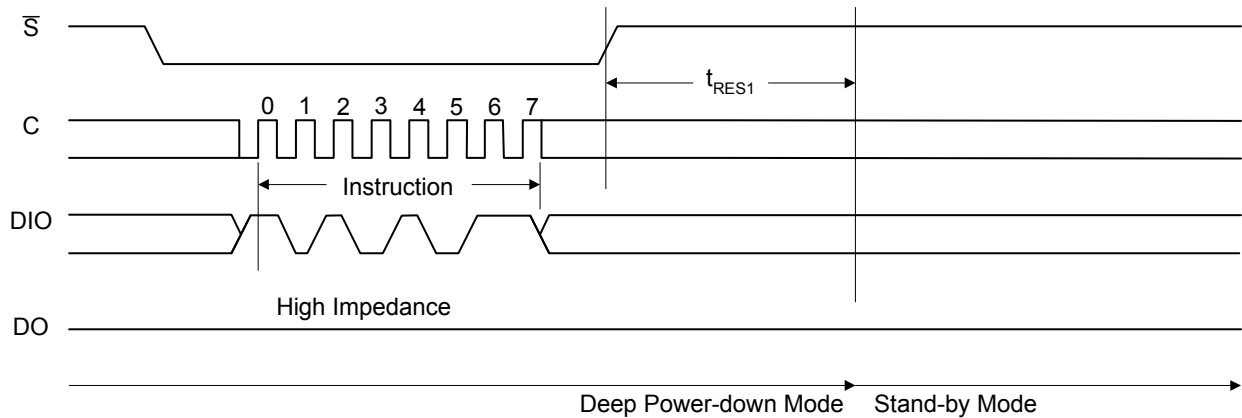 S̅
t_RES1
0 1 2 3 4 5 6 7
C
Instruction
DIO
High Impedance
DO
Deep Power-down Mode Stand-by Mode